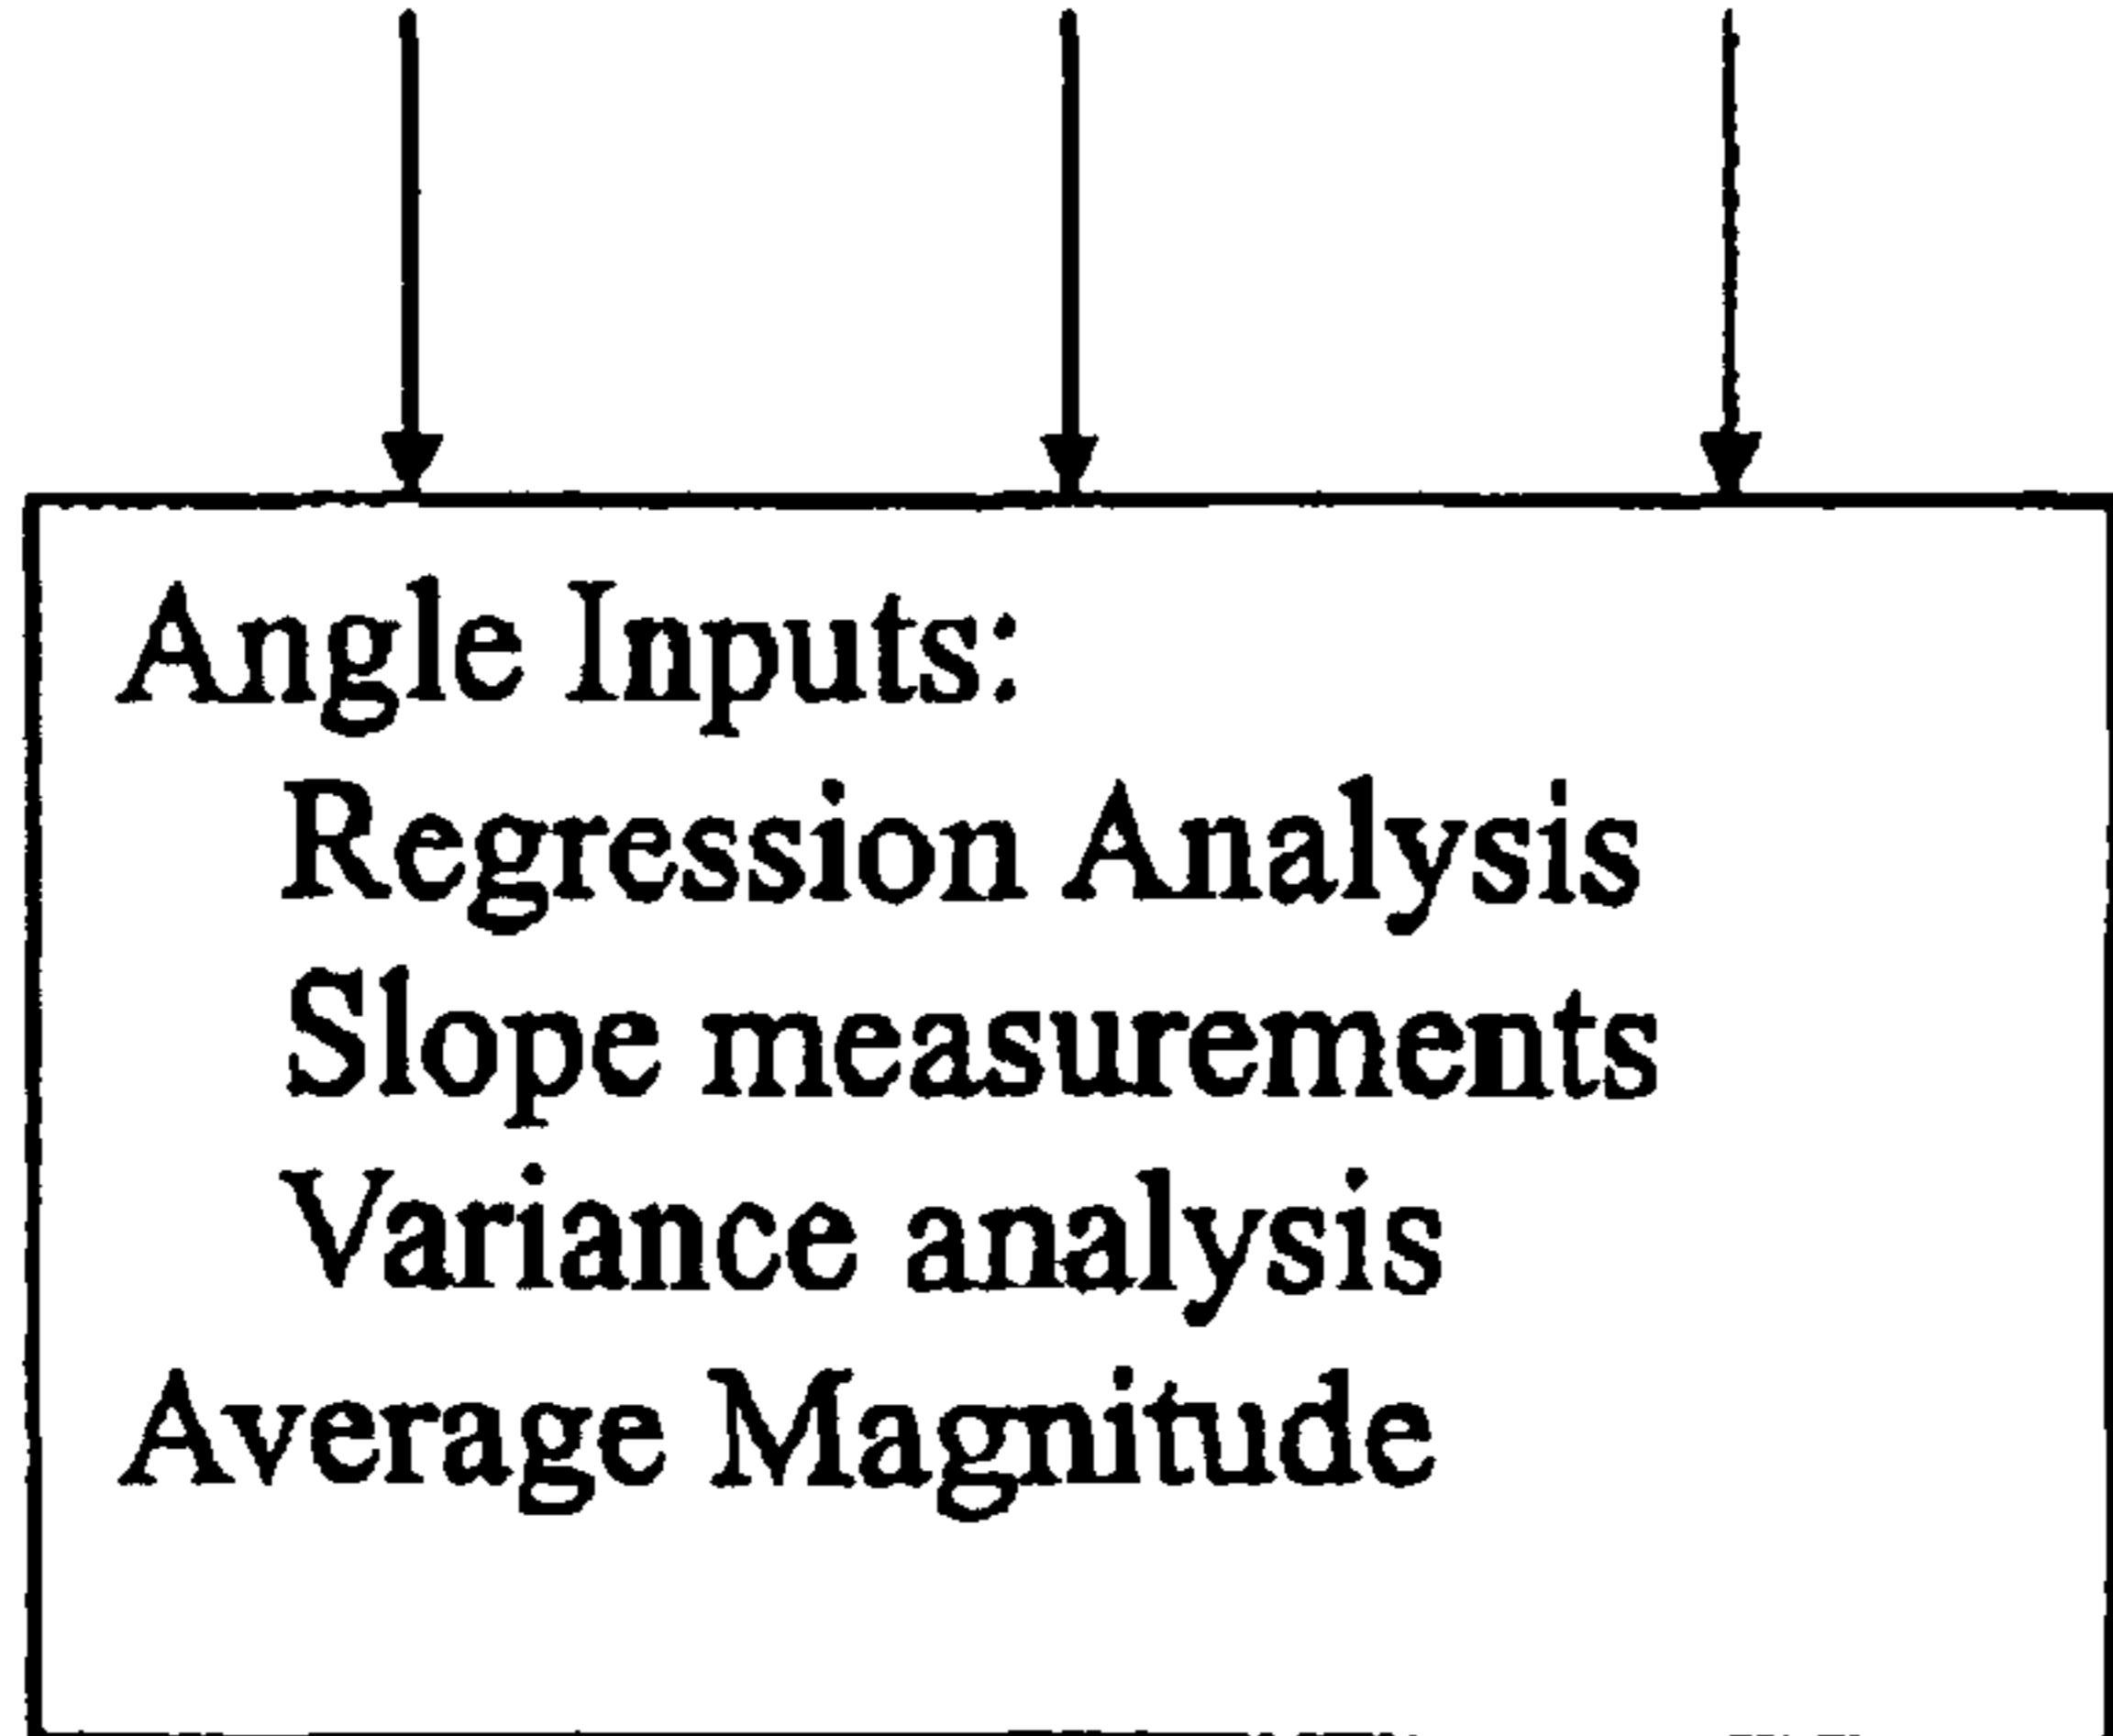 Angle Inputs:
Regression Analysis
Slope measurements
Variance analysis
Average Magnitude